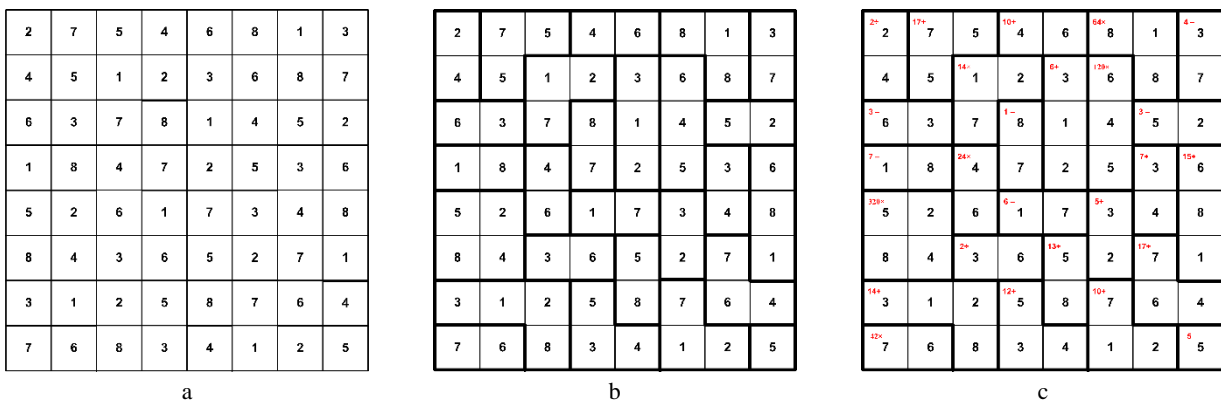 2 7 5 4 6 8 1 3
4 5 1 2 3 6 8 7
6 3 7 8 1 4 5 2
1 8 4 7 2 5 3 6
5 2 6 1 7 3 4 8
8 4 3 6 5 2 7 1
3 1 2 5 8 7 6 4
7 6 8 3 4 1 2 5
a
2 7 5 4 6 8 1 3
4 5 1 2 3 6 8 7
6 3 7 8 1 4 5 2
1 8 4 7 2 5 3 6
5 2 6 1 7 3 4 8
8 4 3 6 5 2 7 1
3 1 2 5 8 7 6 4
7 6 8 3 4 1 2 5
b
2÷ 17+ 10+ 64× 4−
2 7 5 4 6 8 1 3
14× 6+ 120×
4 5 1 2 3 6 8 7
3− 1− 3−
6 3 7 8 1 4 5 2
7− 24× 7+ 15+
1 8 4 7 2 5 3 6
320× 6− 5+
5 2 6 1 7 3 4 8
2÷ 13+ 17+
8 4 3 6 5 2 7 1
14+ 12+ 10+
3 1 2 5 8 7 6 4
42× 5
7 6 8 3 4 1 2 5
c